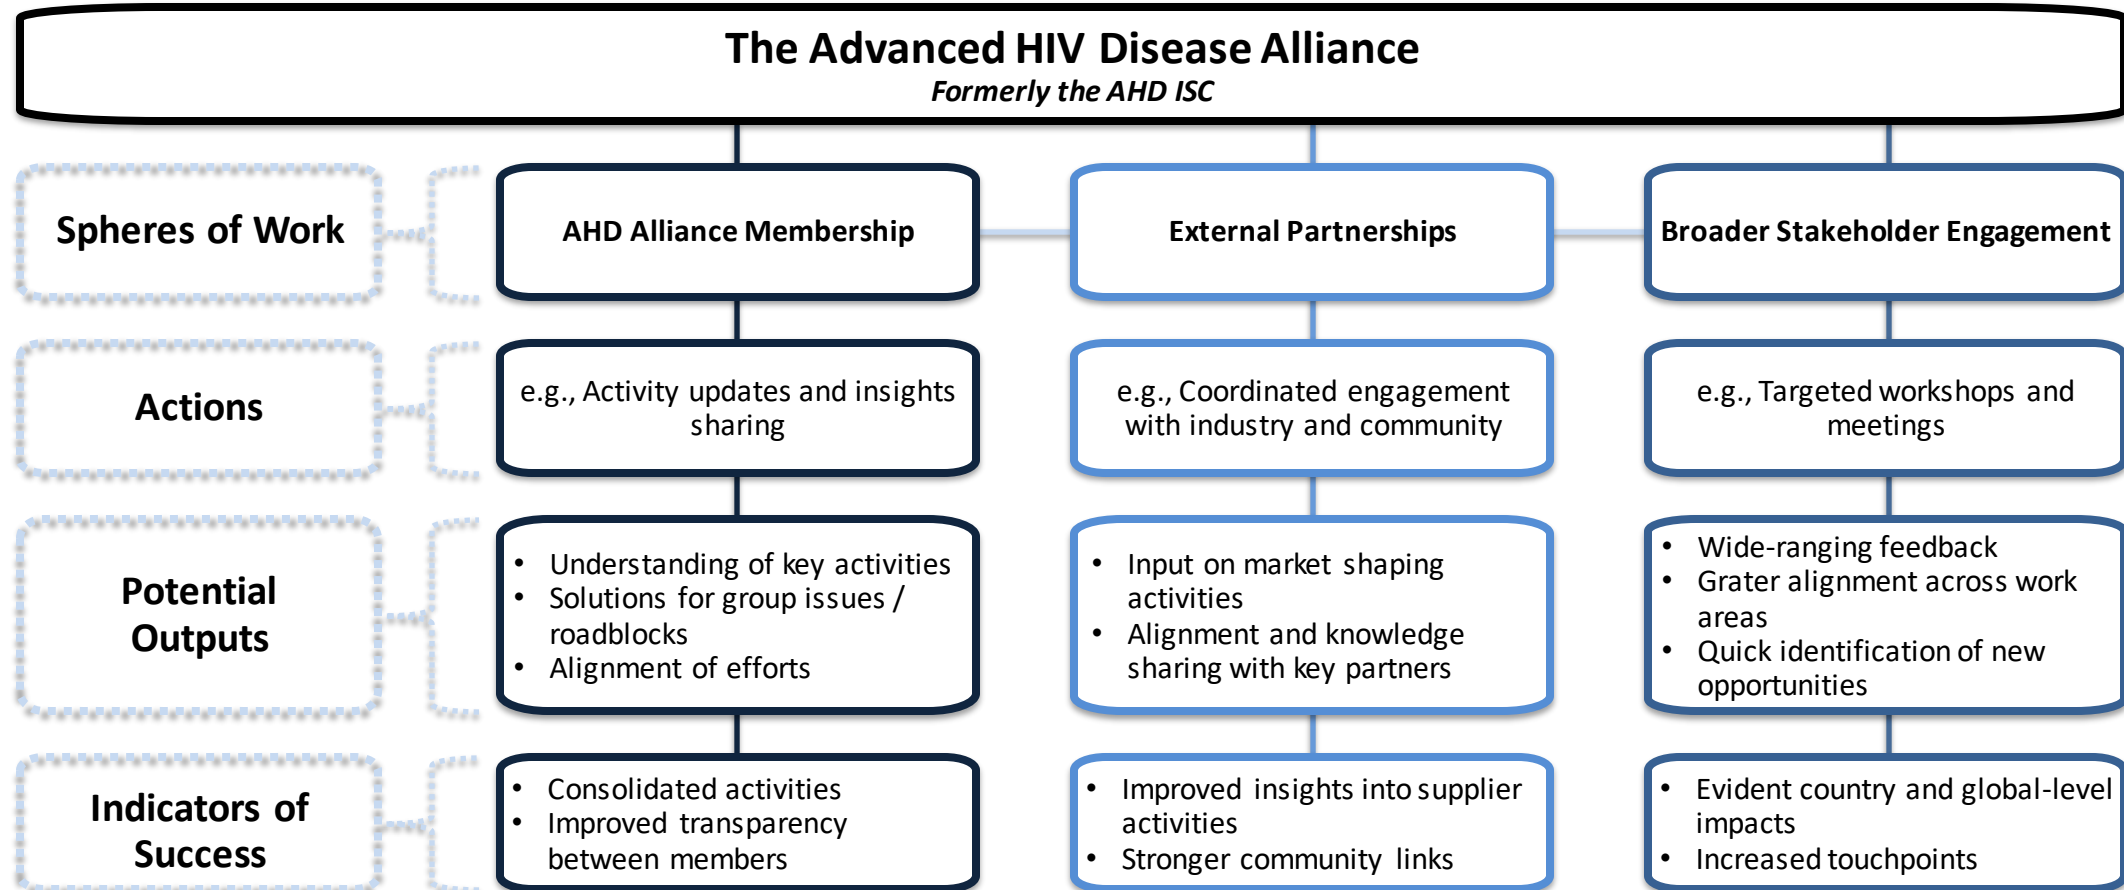 The Advanced HIV Disease Alliance
Formerly the AHD ISC
Spheres of Work
AHD Alliance Membership
External Partnerships
Broader Stakeholder Engagement
Actions
e.g., Activity updates and insights
sharing
e.g., Coordinated engagement
with industry and community
e.g., Targeted workshops and
meetings
Potential
Outputs
• Understanding of key activities
• Solutions for group issues /
roadblocks
• Alignment of efforts
• Input on market shaping
activities
• Alignment and knowledge
sharing with key partners
• Wide-ranging feedback
• Grater alignment across work
areas
• Quick identification of new
opportunities
Indicators of
Success
• Consolidated activities
• Improved transparency
between members
• Improved insights into supplier
activities
• Stronger community links
• Evident country and global-level
impacts
• Increased touchpoints